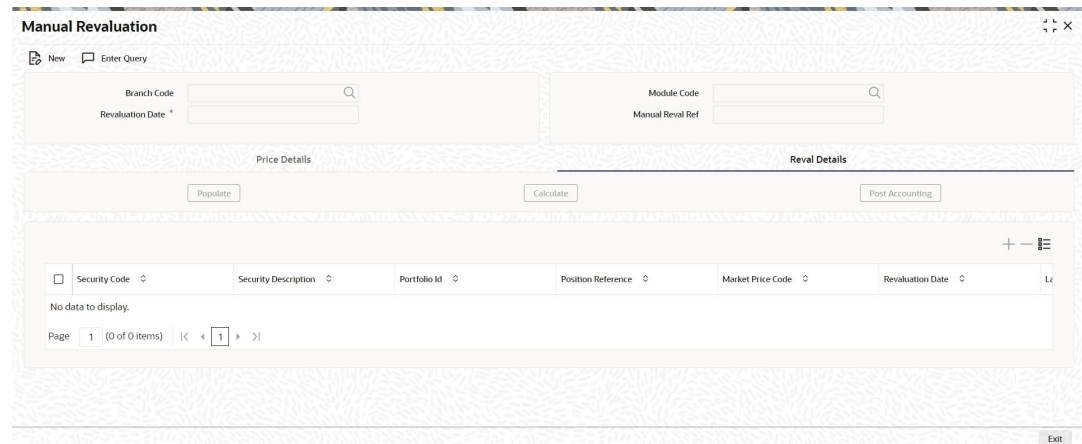 Manual Revaluation
New Enter Query
Branch Code Module Code
Revaluation Date * Manual Reval Ref
Price Details Reval Details
Populate Calculate Post Accounting
Security Code Security Description Portfolio Id Position Reference Market Price Code Revaluation Date La
No data to display.
Page 1 (0 of 0 items) 1
Exit